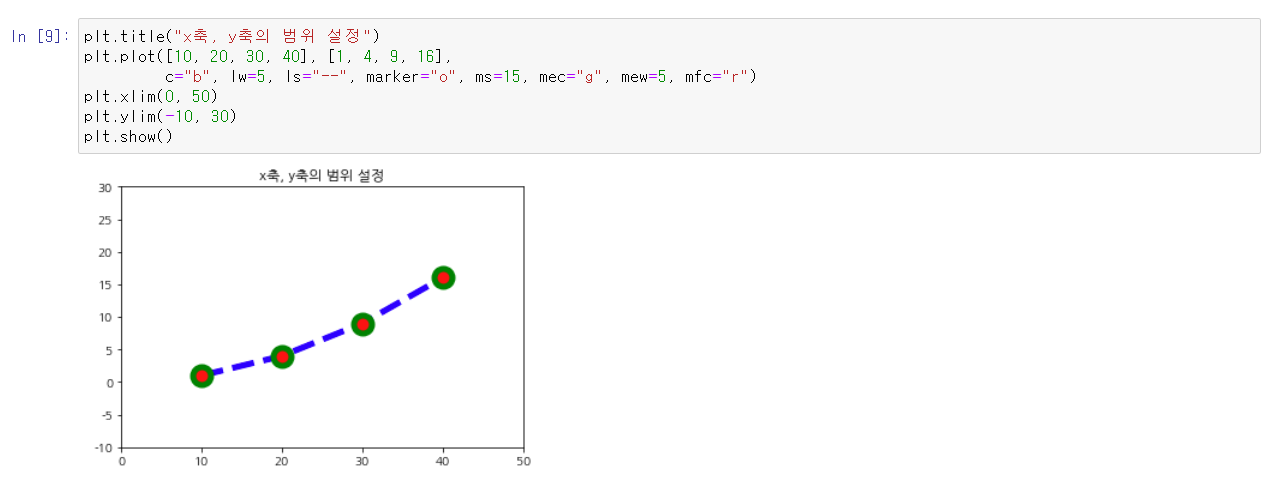 In [9]: plt.title("x축, y축의 범위 설정")
plt.plot([10, 20, 30, 40], [1, 4, 9, 16],
c="b", lw=5, ls="--", marker="o", ms=15, mec="g", mew=5, mfc="r")
plt.xlim(0, 50)
plt.ylim(-10, 30)
plt.show()
x축, y축의 범위 설정
30
25
20
15
10
5
0
-5
-10
0 10 20 30 40 50